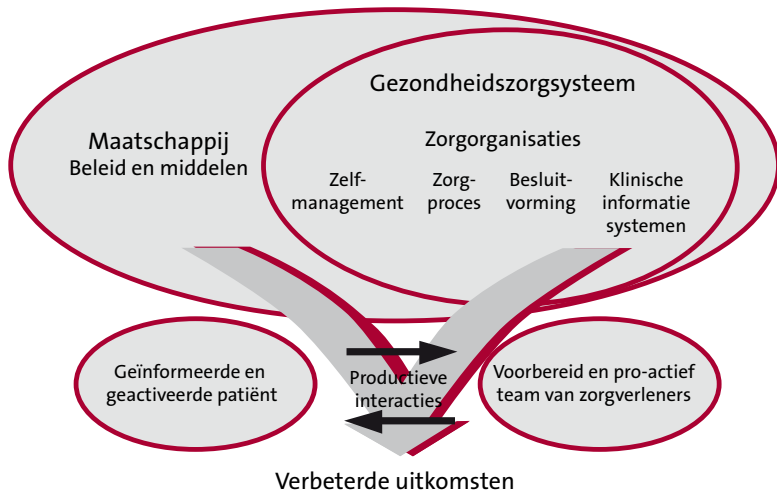 Gezondheidszorgsysteem
Maatschappij
Beleid en middelen
Zorgorganisaties
Zelf-
management
Zorg-
proces
Besluit-
vorming
Klinische
informatie
systemen
Geïnformeerde en
geactiveerde patiënt
Productieve
interacties
Voorbereid en pro-actief
team van zorgverleners
Verbeterde uitkomsten